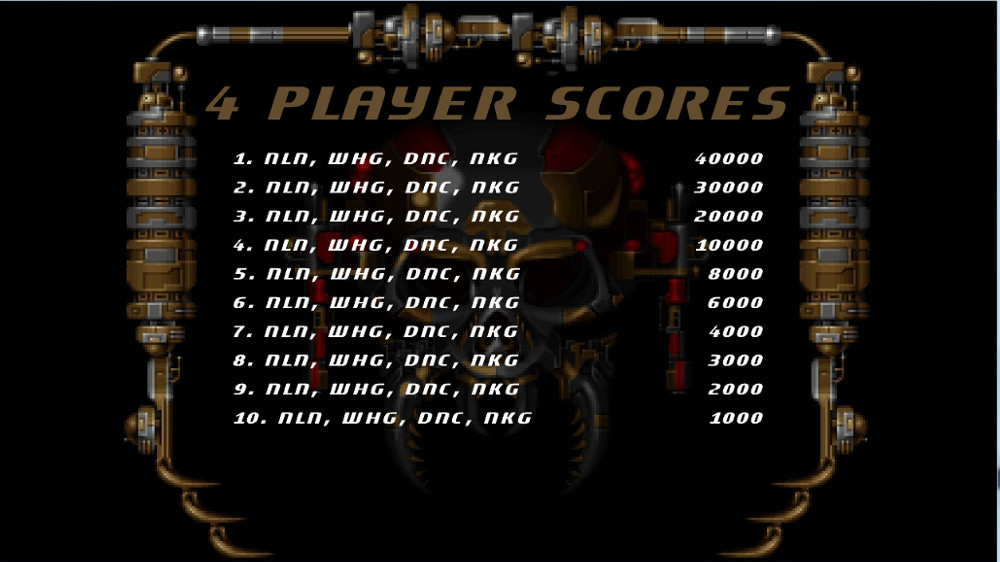 4 PLAYER SCORES
1. NLN, WHG, DNC, NKG 40000
2. NLN, WHG, DNC, NKG 30000
3. NLN, WHG, DNC, NKG 20000
4. NLN, WHG, DNC, NKG 10000
5. NLN, WHG, DNC, NKG 8000
6. NLN, WHG, DNC, NKG 6000
7. NLN, WHG, DNC, NKG 4000
8. NLN, WHG, DNC, NKG 3000
9. NLN, WHG, DNC, NKG 2000
10. NLN, WHG, DNC, NKG 1000